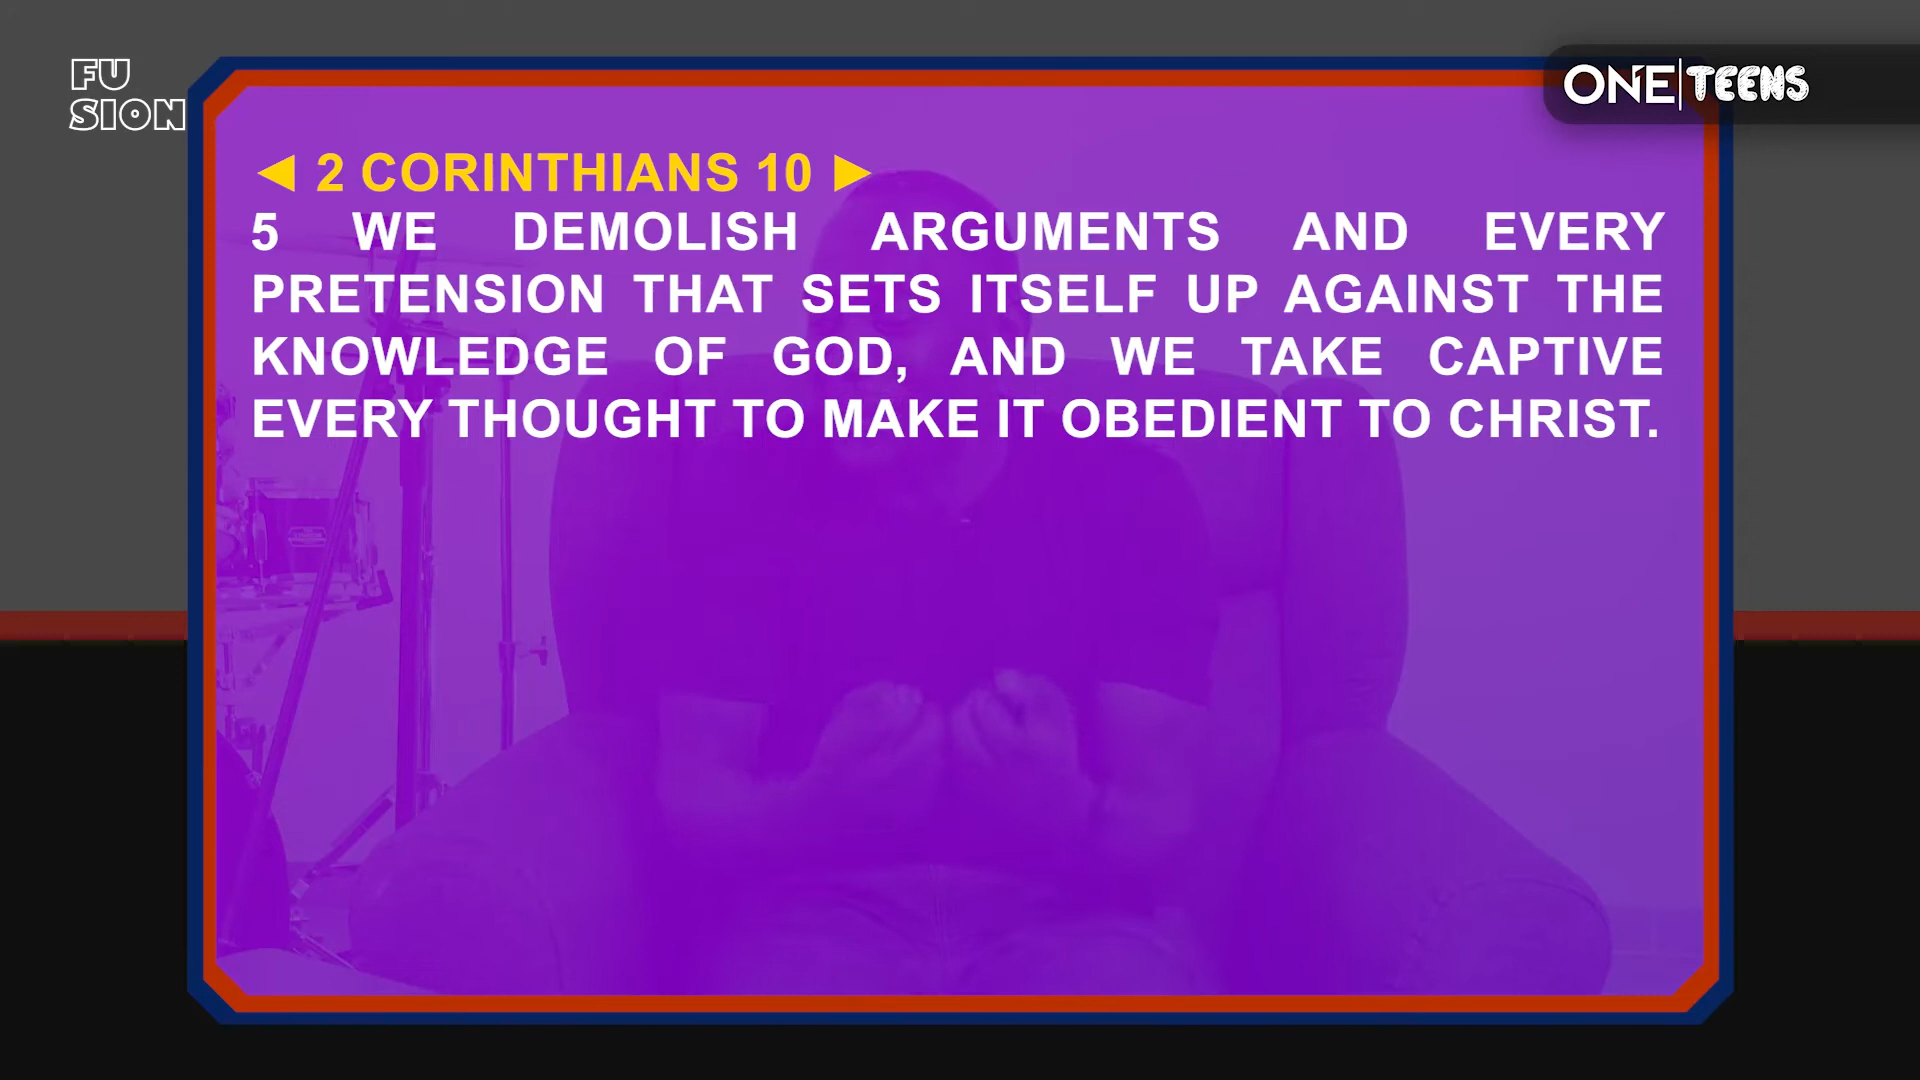 FU
SION
ONE|TEENS
◄ 2 CORINTHIANS 10 ►
5 WE DEMOLISH ARGUMENTS AND EVERY
PRETENSION THAT SETS ITSELF UP AGAINST THE
KNOWLEDGE OF GOD, AND WE TAKE CAPTIVE
EVERY THOUGHT TO MAKE IT OBEDIENT TO CHRIST.